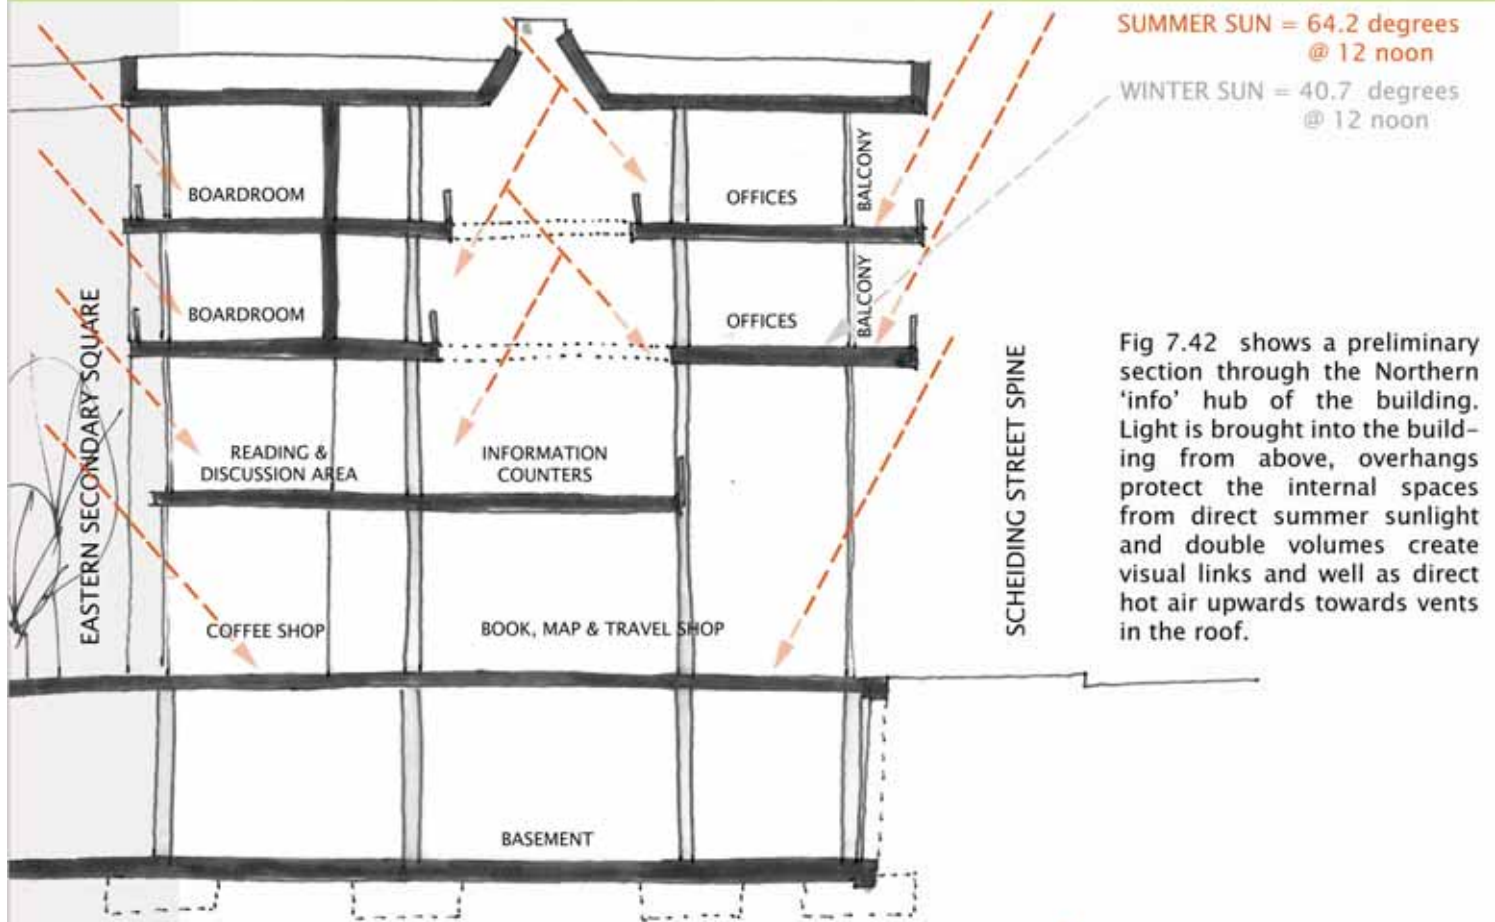 SUMMER SUN = 64.2 degrees
@ 12 noon
WINTER SUN = 40.7 degrees
@ 12 noon
BOARDROOM
OFFICES
BALCONY
BOARDROOM
OFFICES
BALCONY
EASTERN SECONDARY SQUARE
READING &
DISCUSSION AREA
INFORMATION
COUNTERS
SCHEIDING STREET SPINE
COFFEE SHOP
BOOK, MAP & TRAVEL SHOP
BASEMENT
Fig 7.42 shows a preliminary
section through the Northern
‘info’ hub of the building.
Light is brought into the build-
ing from above, overhangs
protect the internal spaces
from direct summer sunlight
and double volumes create
visual links and well as direct
hot air upwards towards vents
in the roof.